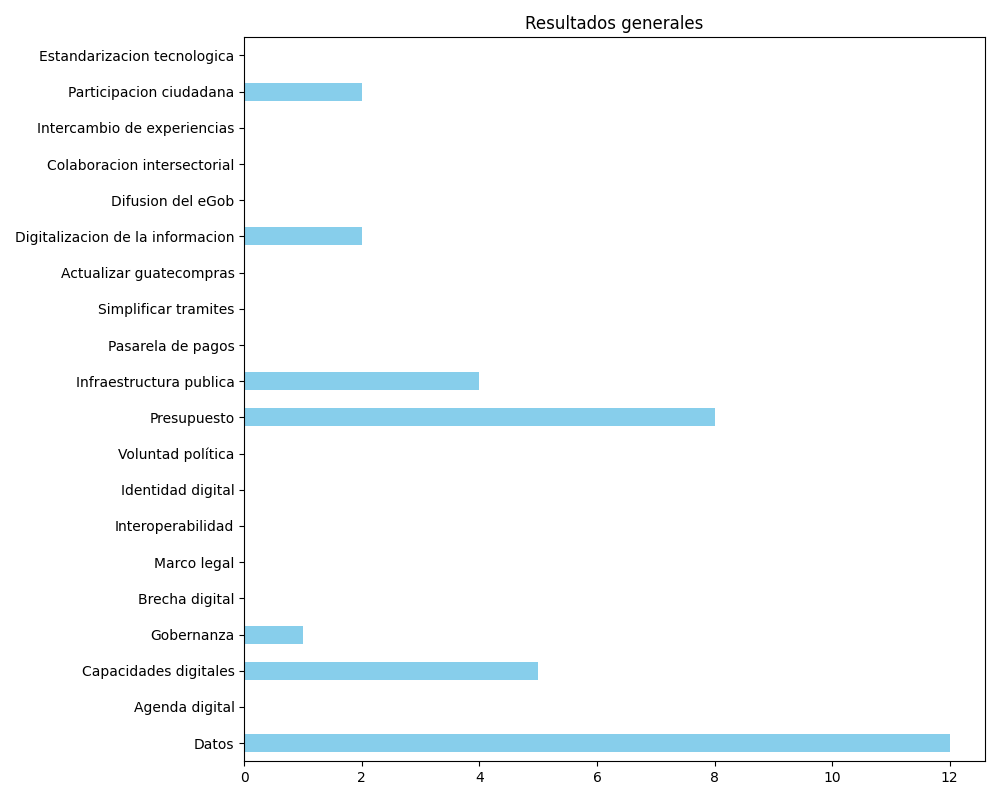 Resultados generales
Estandarizacion tecnologica
Participacion ciudadana
Intercambio de experiencias
Colaboracion intersectorial
Difusion del eGob
Digitalizacion de la informacion
Actualizar guatecompras
Simplificar tramites
Pasarela de pagos
Infraestructura publica
Presupuesto
Voluntad política
Identidad digital
Interoperabilidad
Marco legal
Brecha digital
Gobernanza
Capacidades digitales
Agenda digital
Datos
0 2 4 6 8 10 12